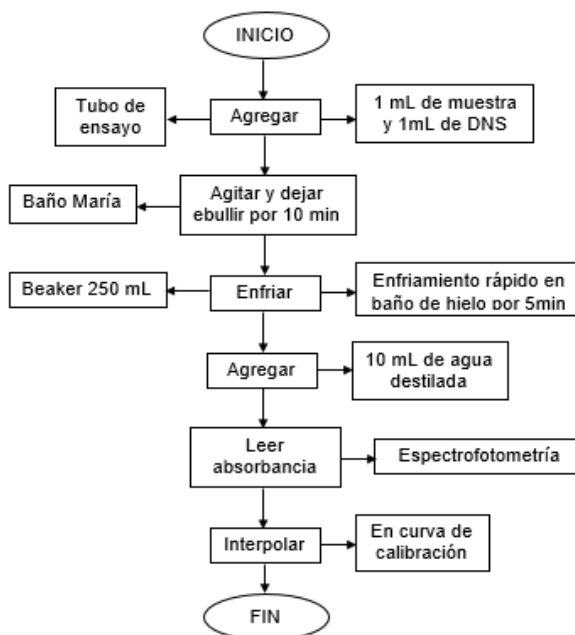 INICIO
Tubo de
ensayo
Agregar
1 mL de muestra
y 1mL de DNS
Baño María
Agitar y dejar
ebullir por 10 min
Beaker 250 mL
Enfriar
Enfriamiento rápido en
baño de hielo por 5min
Agregar
10 mL de agua
destilada
Leer
absorbancia
Espectrofotometría
Interpolar
En curva de
calibración
FIN